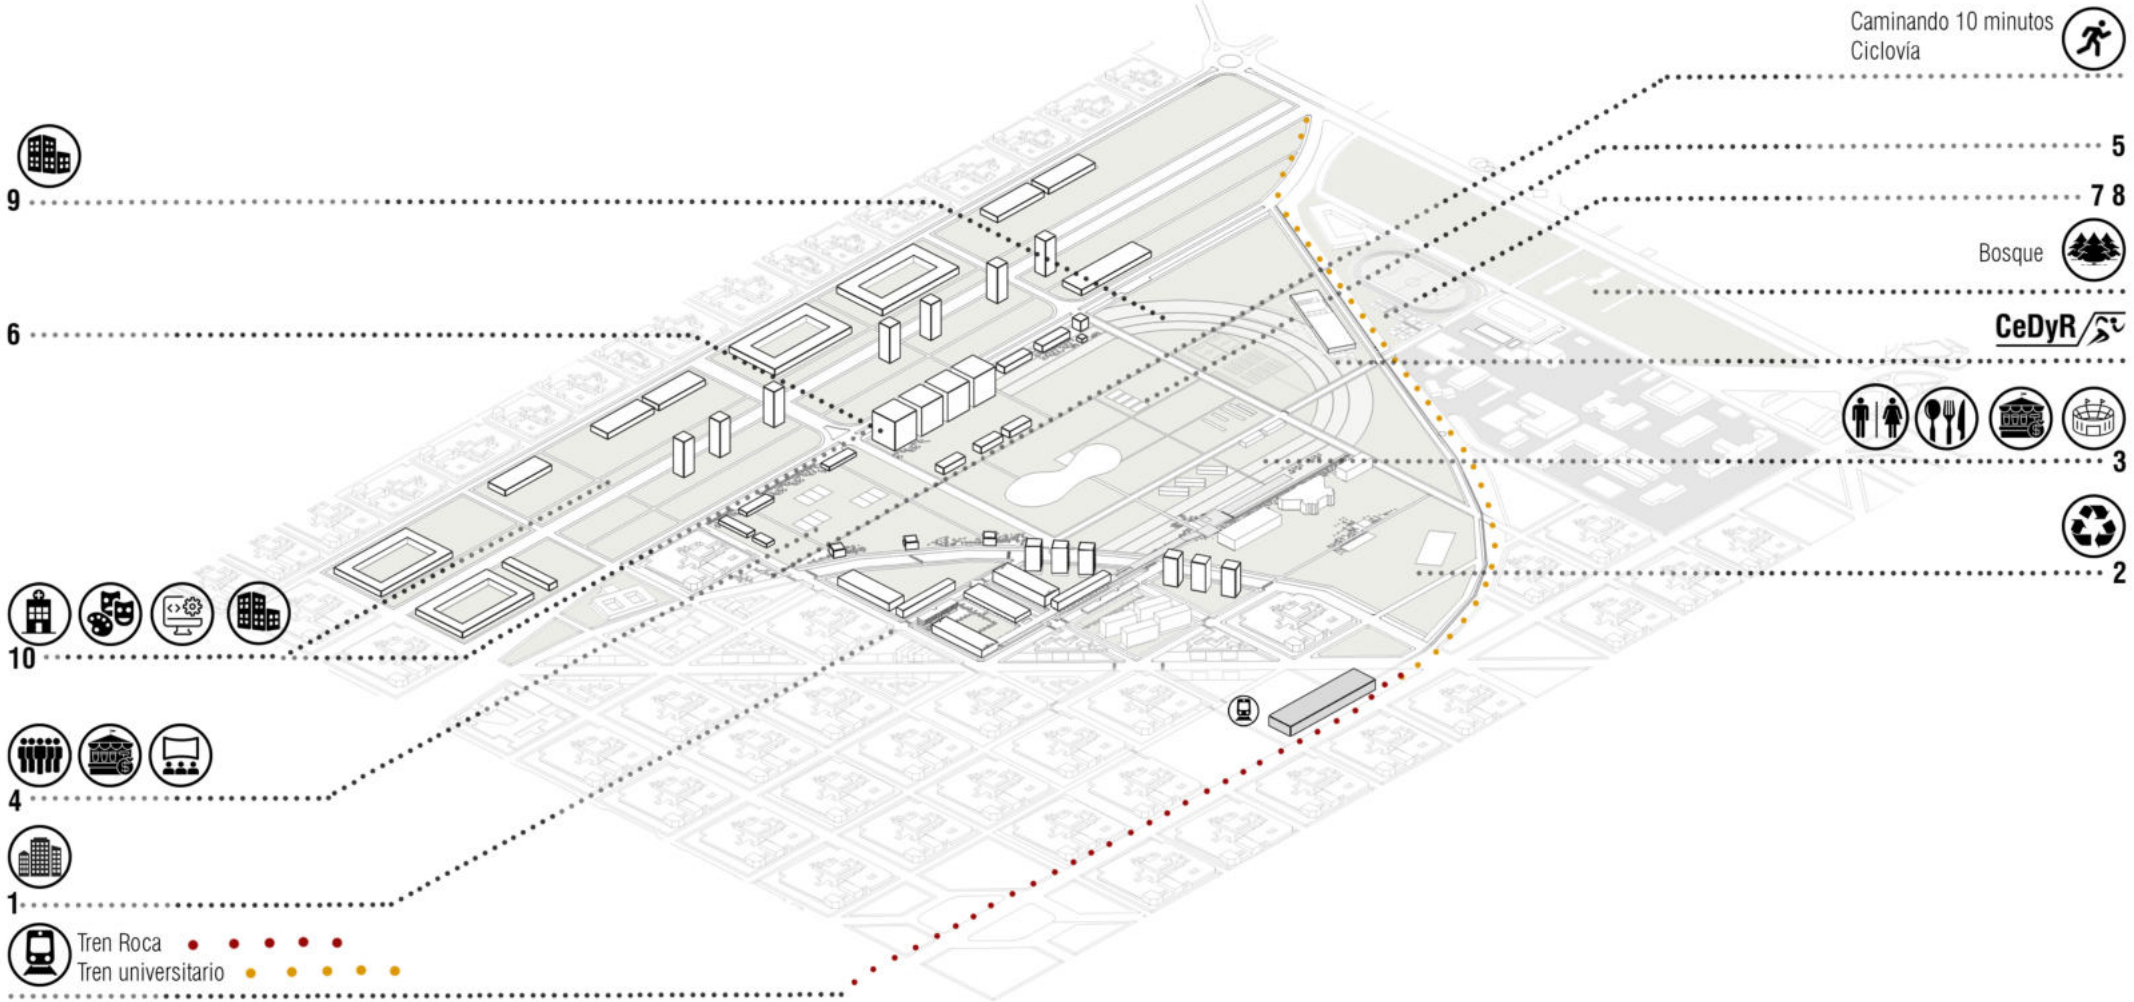 Caminando 10 minutos
Ciclovía
5
7 8
Bosque
CeDyR
3
2
9
6
10
4
1
Tren Roca
Tren universitario